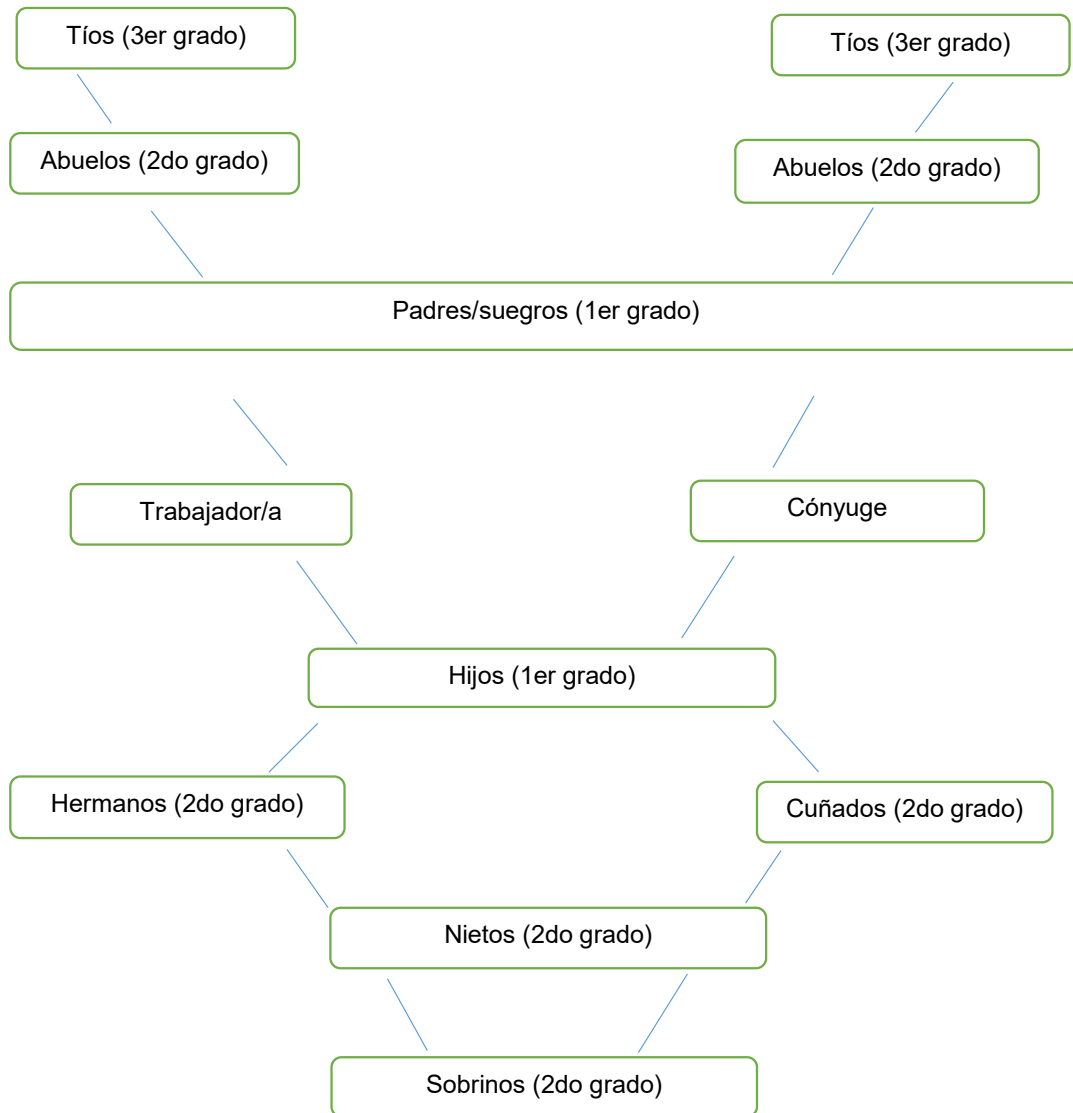 Tíos (3er grado)
Tíos (3er grado)
Abuelos (2do grado)
Abuelos (2do grado)
Padres/suegros (1er grado)
Trabajador/a
Cónyuge
Hijos (1er grado)
Hermanos (2do grado)
Cuñados (2do grado)
Nietos (2do grado)
Sobrinos (2do grado)